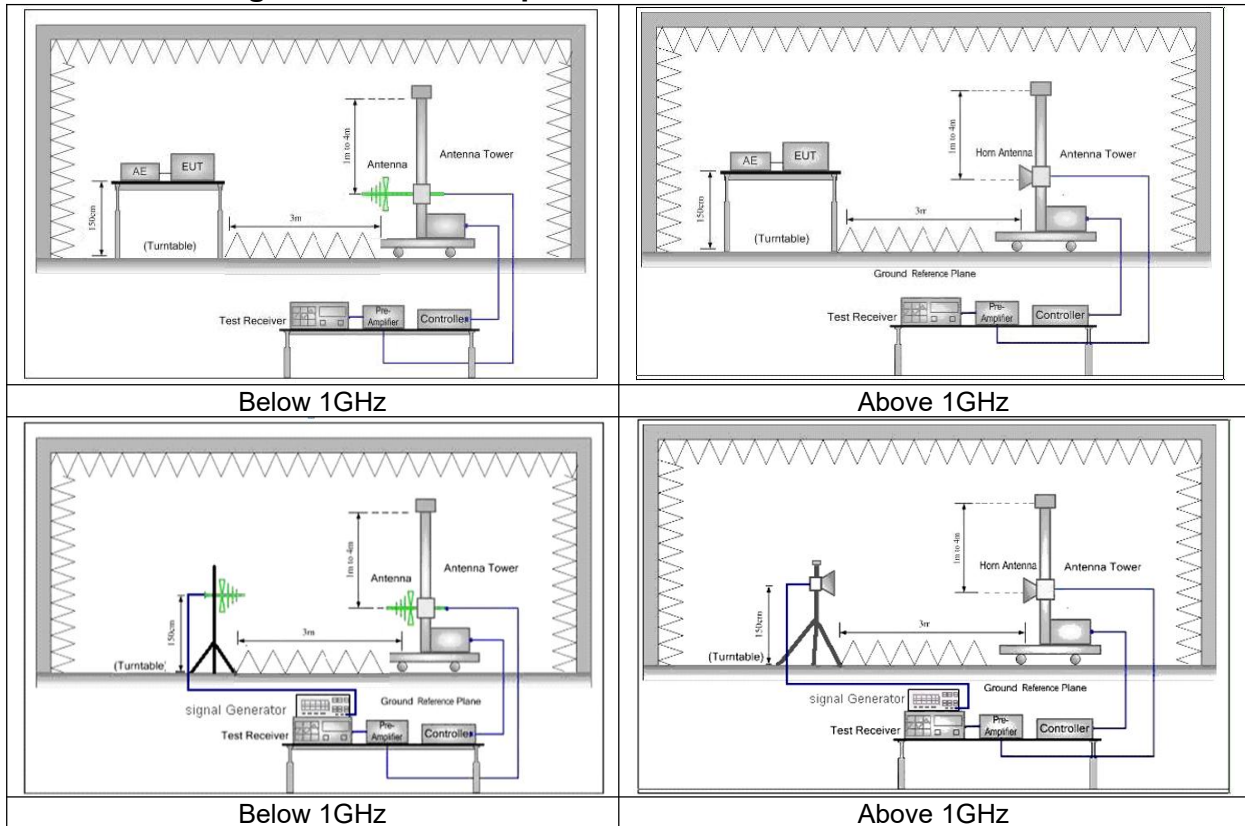 1m to 4m
Antenna
Antenna Tower
AE
EUT
150cm
3m
(Turntable)
Test Receiver
Pre-
Amplifier
Controller
1m to 4m
Horn Antenna
Antenna Tower
AE
EUT
150cm
3m
(Turntable)
Ground Reference Plane
Test Receiver
Pre-
Amplifier
Controller
Below 1GHz
Above 1GHz
1m to 4m
Antenna
Antenna Tower
150cm
3m
(Turntable)
Ground Reference Plane
signal Generator
Test Receiver
Pre-
Amplifier
Controller
1m to 4m
Horn Antenna
Antenna Tower
150cm
3m
(Turntable)
Ground Reference Plane
signal Generator
Test Receiver
Pre-
Amplifier
Controller
Below 1GHz
Above 1GHz